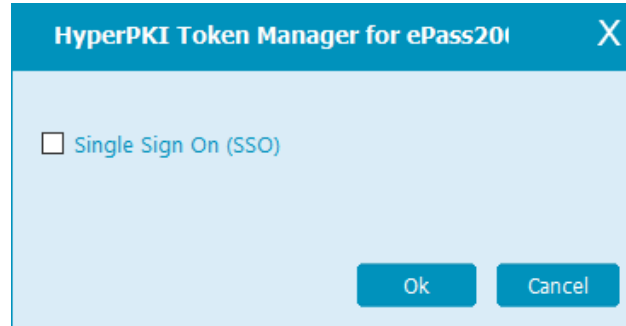 HyperPKI Token Manager for ePass20
X
Single Sign On (SSO)
Ok
Cancel